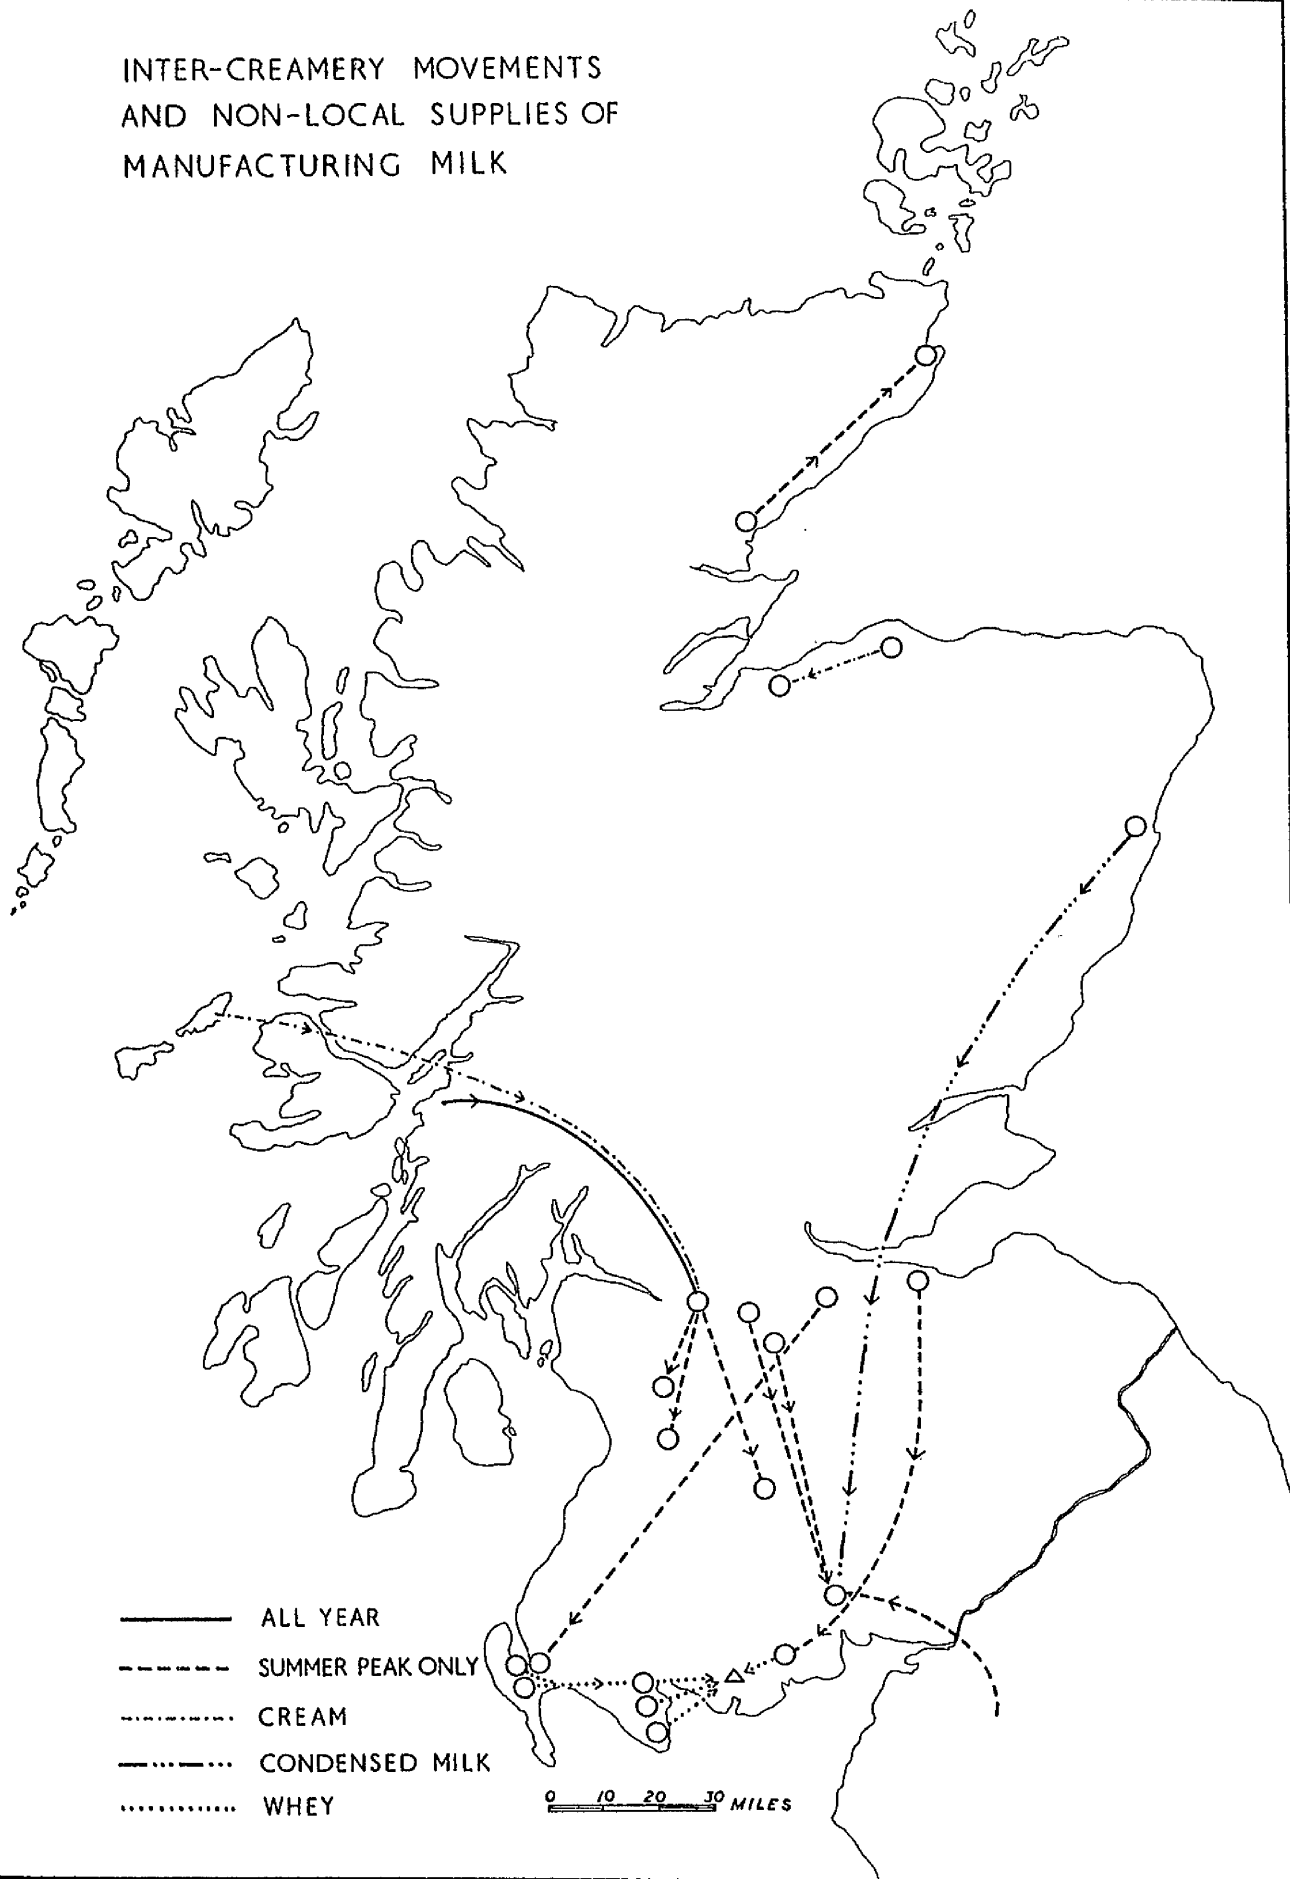 INTER-CREAMERY MOVEMENTS
AND NON-LOCAL SUPPLIES OF
MANUFACTURING MILK
ALL YEAR
SUMMER PEAK ONLY
CREAM
CONDENSED MILK
WHEY
0 10 20 30 MILES